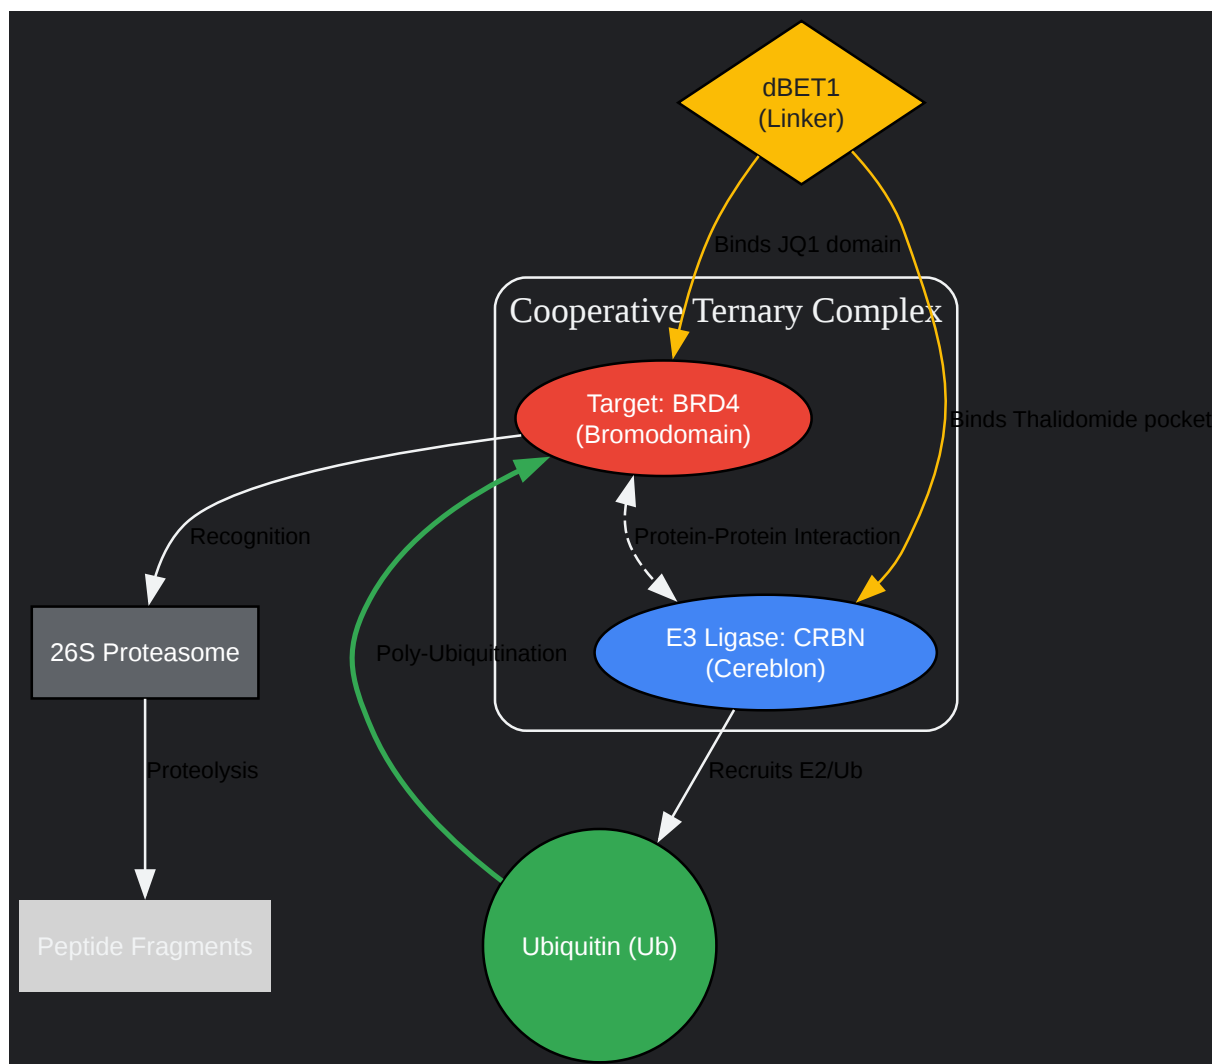 dBET1
(Linker)
Binds JQ1 domain
Cooperative Ternary Complex
Target: BRD4
(Bromodomain)
Binds Thalidomide pocket
Recognition
Protein-Protein Interaction
26S Proteasome
Poly-Ubiquitination
E3 Ligase: CRBN
(Cereblon)
Proteolysis
Recruits E2/Ub
Peptide Fragments
Ubiquitin (Ub)